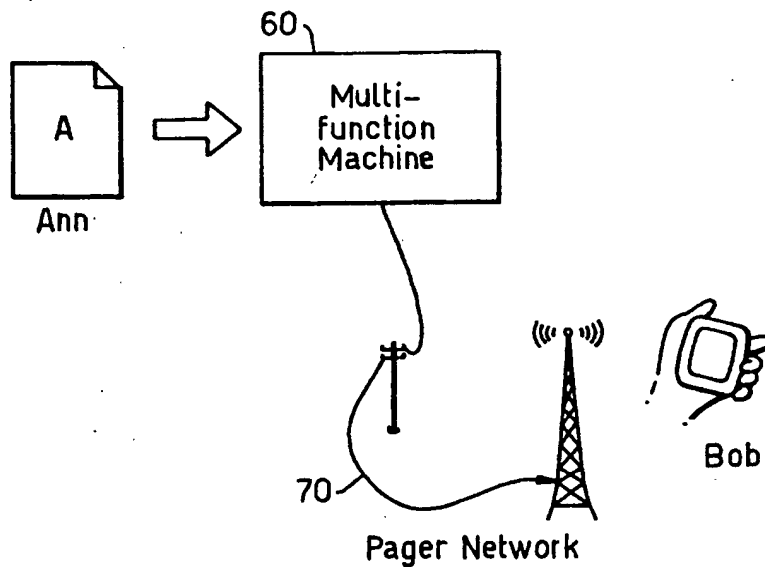 60
A
Multi-
function
Machine
Ann
70
Bob
Pager Network